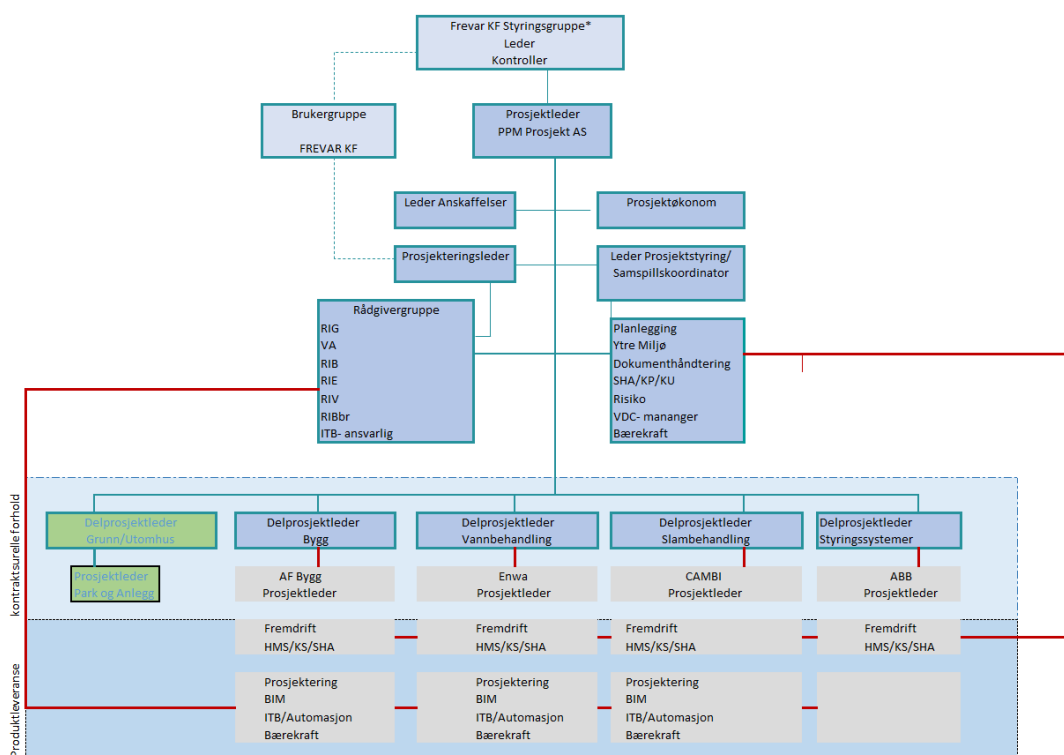 Frevar KF Styringsgruppe*
Leder
Kontroller
Brukergruppe
FREVAR KF
Prosjektleder
PPM Prosjekt AS
Leder Anskaffelser
Prosjektøkonom
Prosjekteringsleder
Leder Prosjektstyring/
Samspillskoordinator
Rådgivergruppe
RIG
VA
RIB
RIE
RIV
RIBbr
ITB- ansvarlig
Planlegging
Ytre Miljø
Dokumenthåndtering
SHA/KP/KU
Risiko
VDC- mananger
Bærekraft
kontraktsurelle forhold
Delprosjektleder
Grunn/Utomhus
Delprosjektleder
Bygg
Delprosjektleder
Vannbehandling
Delprosjektleder
Slambehandling
Delprosjektleder
Styringssystemer
Prosjektleder
Park og Anlegg
AF Bygg
Prosjektleder
Enwa
Prosjektleder
CAMBI
Prosjektleder
ABB
Prosjektleder
Produktleveranse
Fremdrift
HMS/KS/SHA
Fremdrift
HMS/KS/SHA
Fremdrift
HMS/KS/SHA
Fremdrift
HMS/KS/SHA
Prosjektering
BIM
ITB/Automasjon
Bærekraft
Prosjektering
BIM
ITB/Automasjon
Bærekraft
Prosjektering
BIM
ITB/Automasjon
Bærekraft